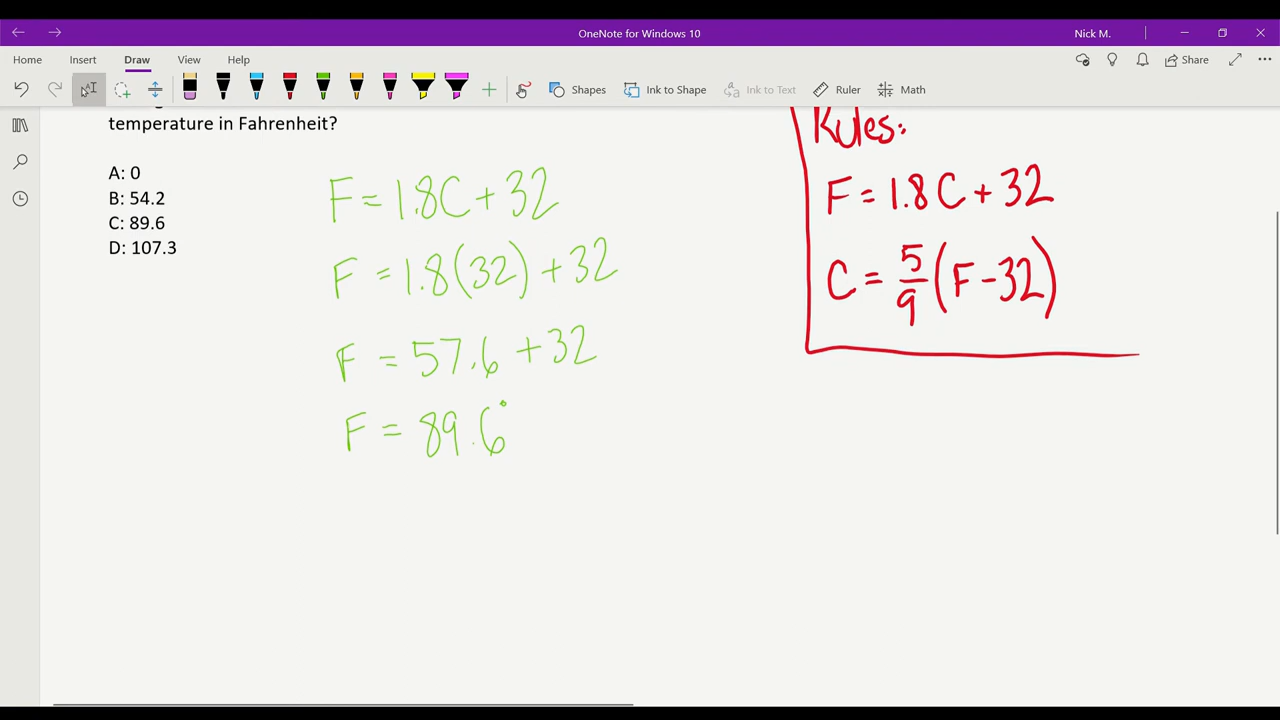 OneNote for Windows 10
Nick M.
Home Insert Draw View Help
Share
Shapes Ink to Shape Ink to Text Ruler Math
temperature in Fahrenheit?
A: 0
B: 54.2
C: 89.6
D: 107.3
F = 1.8C + 32
F = 1.8(32) + 32
F = 57.6 + 32
F = 89.6°
Rules:
F = 1.8C + 32
C = 5/9 (F - 32)